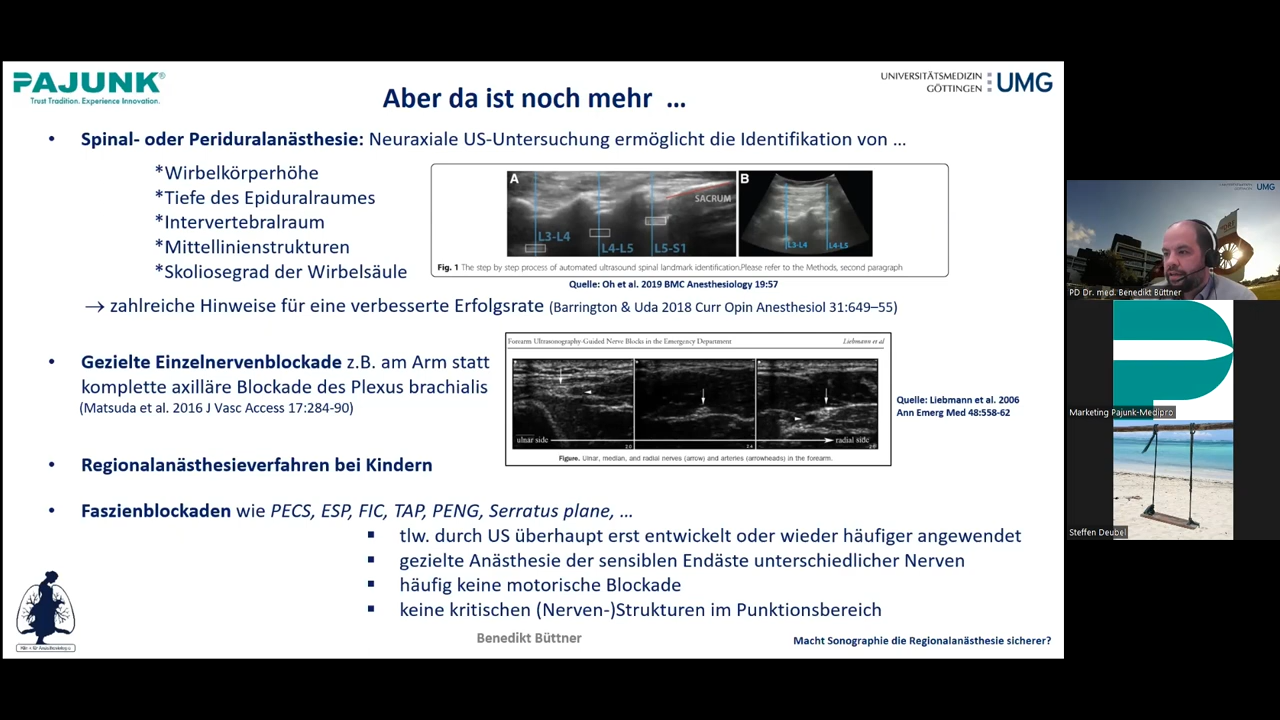 PAJUNK®
Trust Tradition. Experience Innovation.
UNIVERSITÄTSMEDIZIN
GÖTTINGEN
UMG
Aber da ist noch mehr …
• Spinal- oder Periduralanästhesie: Neuraxiale US-Untersuchung ermöglicht die Identifikation von …
*Wirbelkörperhöhe
*Tiefe des Epiduralraumes
*Intervertebralraum
*Mittellinienstrukturen
*Skoliosegrad der Wirbelsäule
A
SACRUM
L3-L4
L4-L5
L5-S1
B
L3-L4
L4-L5
Fig. 1 The step by step process of automated ultrasound spinal landmark identification.Please refer to the Methods, second paragraph
Quelle: Oh et al. 2019 BMC Anesthesiology 19:57
→ zahlreiche Hinweise für eine verbesserte Erfolgsrate (Barrington & Uda 2018 Curr Opin Anesthesiol 31:649–55)
• Gezielte Einzelnervenblockade z.B. am Arm statt
komplette axilläre Blockade des Plexus brachialis
(Matsuda et al. 2016 J Vasc Access 17:284-90)
Forearm Ultrasonography-Guided Nerve Blocks in the Emergency Department
Liebmann et al
ulnar side
radial side
Figure. Ulnar, median, and radial nerves (arrow) and arteries (arrowheads) in the forearm.
Quelle: Liebmann et al. 2006
Ann Emerg Med 48:558-62
• Regionalanästhesieverfahren bei Kindern
• Faszienblockaden wie PECS, ESP, FIC, TAP, PENG, Serratus plane, …
▪ tlw. durch US überhaupt erst entwickelt oder wieder häufiger angewendet
▪ gezielte Anästhesie der sensiblen Endäste unterschiedlicher Nerven
▪ häufig keine motorische Blockade
▪ keine kritischen (Nerven-)Strukturen im Punktionsbereich
Benedikt Büttner
Macht Sonographie die Regionalanästhesie sicherer?
UMG
PD Dr. med. Benedikt Büttner
Marketing Pajunk-Medipro
Steffen Deubel